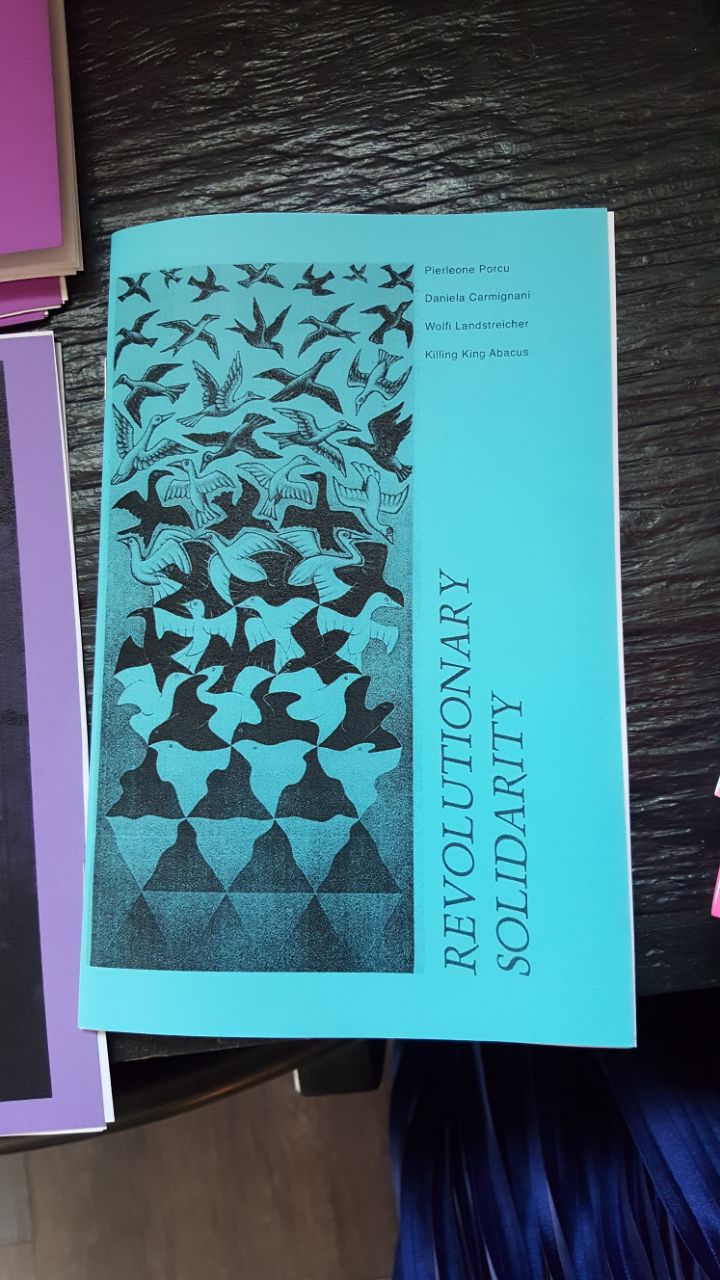 Pierleone Porcu
Daniela Carmignani
Wolfi Landstreicher
Killing King Abacus
REVOLUTIONARY
SOLIDARITY